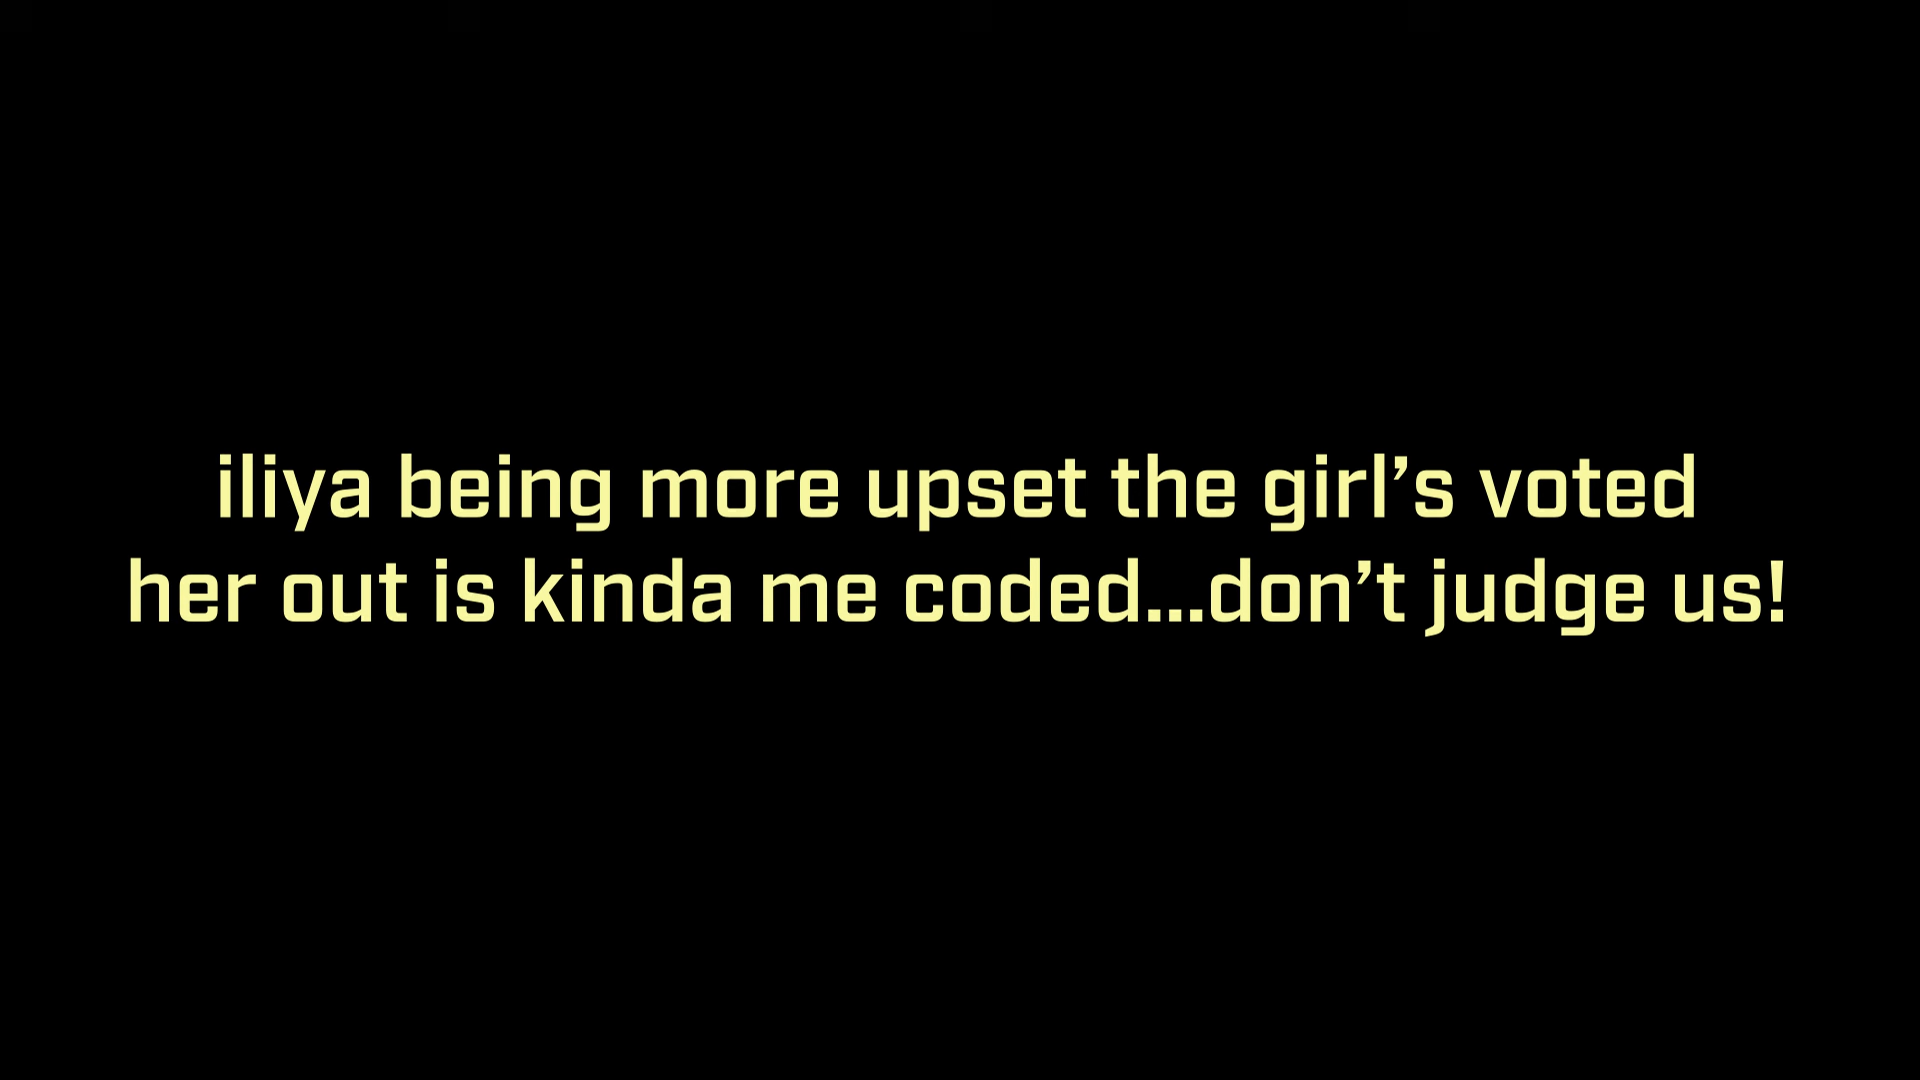 iliya being more upset the girl’s voted
her out is kinda me coded...don’t judge us!